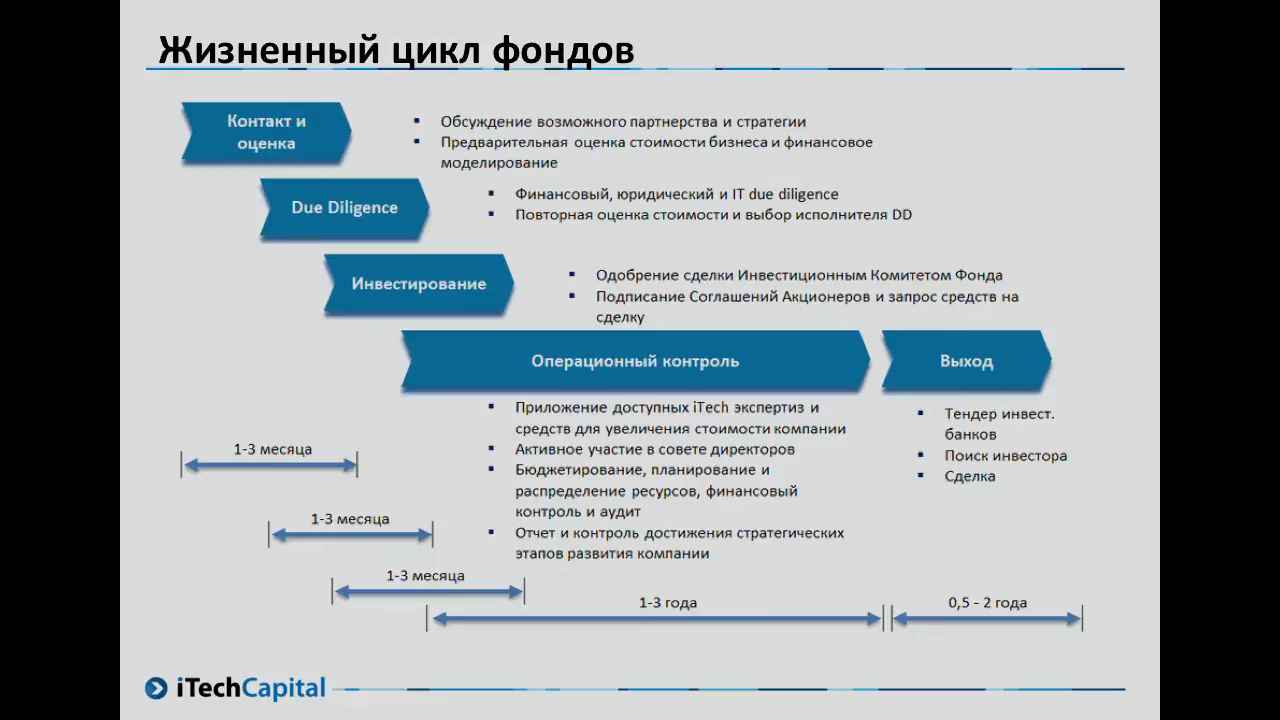 Жизненный цикл фондов
Контакт и
оценка
▪ Обсуждение возможного партнерства и стратегии
▪ Предварительная оценка стоимости бизнеса и финансовое
моделирование
Due Diligence
▪ Финансовый, юридический и IT due diligence
▪ Повторная оценка стоимости и выбор исполнителя DD
Инвестирование
▪ Одобрение сделки Инвестиционным Комитетом Фонда
▪ Подписание Соглашений Акционеров и запрос средств на
сделку
Операционный контроль
▪ Приложение доступных iTech экспертиз и
средств для увеличения стоимости компании
▪ Активное участие в совете директоров
▪ Бюджетирование, планирование и
распределение ресурсов, финансовый
контроль и аудит
▪ Отчет и контроль достижения стратегических
этапов развития компании
Выход
▪ Тендер инвест.
банков
▪ Поиск инвестора
▪ Сделка
1-3 месяца
1-3 месяца
1-3 месяца
1-3 года
0,5 - 2 года
iTechCapital